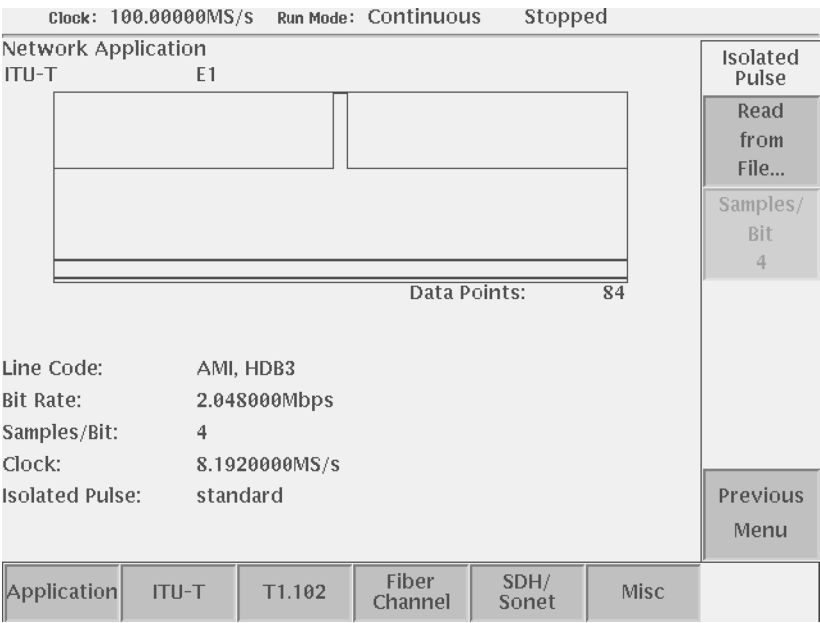 Clock: 100.00000MS/s Run Mode: Continuous Stopped
Network Application
ITU-T E1
Data Points: 84
Line Code: AMI, HDB3
Bit Rate: 2.048000Mbps
Samples/Bit: 4
Clock: 8.1920000MS/s
Isolated Pulse: standard
Isolated
Pulse
Read
from
File...
Samples/
Bit
4
Previous
Menu
Application ITU-T T1.102 Fiber Channel SDH/ Sonet Misc